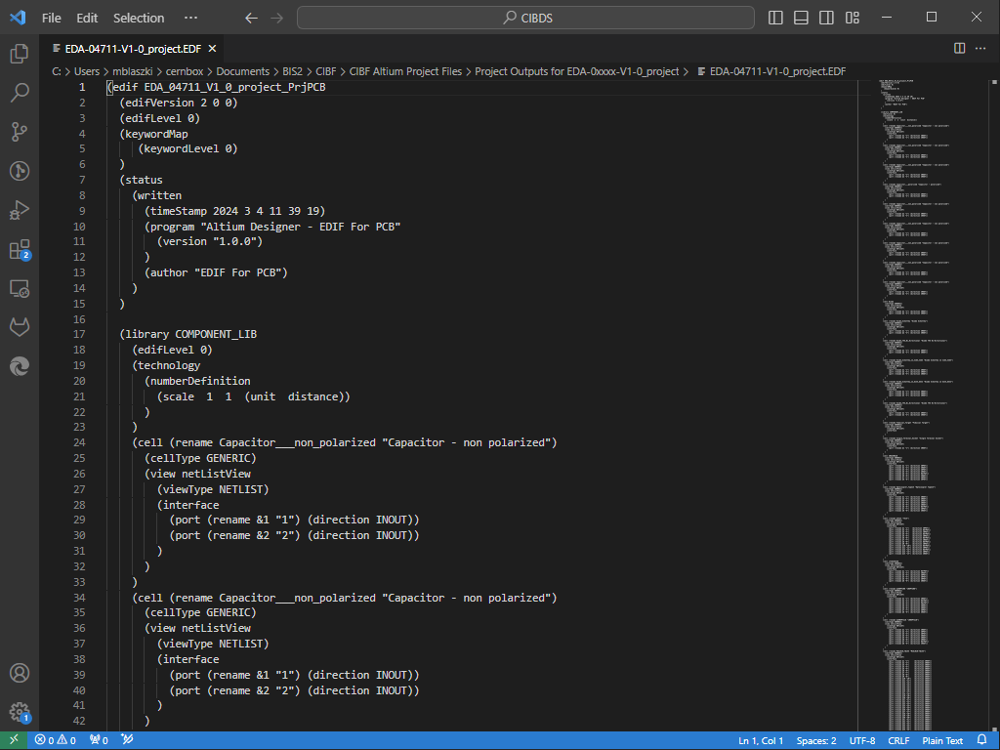 File Edit Selection ··· CIBDS
EDA-04711-V1-0_project.EDF
C: > Users > mblaszki > cernbox > Documents > BIS2 > CIBF > CIBF Altium Project Files > Project Outputs for EDA-0xxxx-V1-0_project > EDA-04711-V1-0_project.EDF
1 (edif EDA_04711_V1_0_project_PrjPCB
2 (edifVersion 2 0 0)
3 (edifLevel 0)
4 (keywordMap
5 (keywordLevel 0)
6 )
7 (status
8 (written
9 (timeStamp 2024 3 4 11 39 19)
10 (program "Altium Designer - EDIF For PCB"
11 (version "1.0.0")
12 )
13 (author "EDIF For PCB")
14 )
15 )
16
17 (library COMPONENT_LIB
18 (edifLevel 0)
19 (technology
20 (numberDefinition
21 (scale 1 1 (unit distance))
22 )
23 )
24 (cell (rename Capacitor___non_polarized "Capacitor - non polarized")
25 (cellType GENERIC)
26 (view netListView
27 (viewType NETLIST)
28 (interface
29 (port (rename &1 "1") (direction INOUT))
30 (port (rename &2 "2") (direction INOUT))
31 )
32 )
33 )
34 (cell (rename Capacitor___non_polarized "Capacitor - non polarized")
35 (cellType GENERIC)
36 (view netListView
37 (viewType NETLIST)
38 (interface
39 (port (rename &1 "1") (direction INOUT))
40 (port (rename &2 "2") (direction INOUT))
41 )
42 )
2
1
0 0 0 Ln 1, Col 1 Spaces: 2 UTF-8 CRLF Plain Text